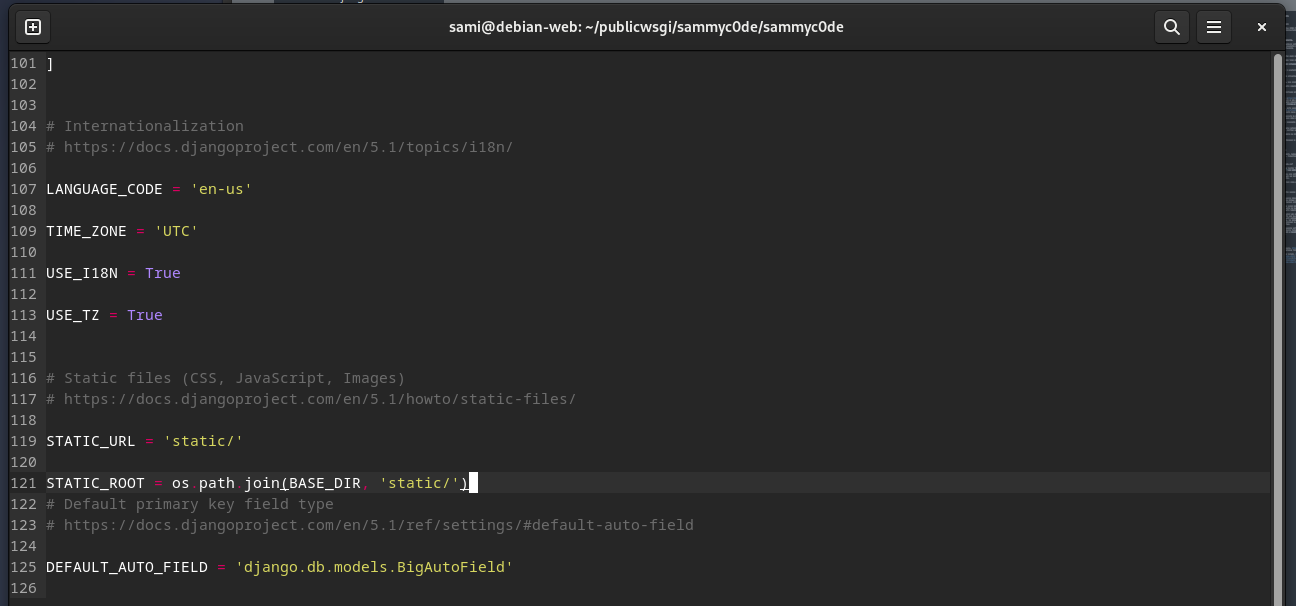 sami@debian-web: ~/publicwsgi/sammyc0de/sammyc0de
101 ]
102
103
104 # Internationalization
105 # https://docs.djangoproject.com/en/5.1/topics/i18n/
106
107 LANGUAGE_CODE = 'en-us'
108
109 TIME_ZONE = 'UTC'
110
111 USE_I18N = True
112
113 USE_TZ = True
114
115
116 # Static files (CSS, JavaScript, Images)
117 # https://docs.djangoproject.com/en/5.1/howto/static-files/
118
119 STATIC_URL = 'static/'
120
121 STATIC_ROOT = os.path.join(BASE_DIR, 'static/')
122 # Default primary key field type
123 # https://docs.djangoproject.com/en/5.1/ref/settings/#default-auto-field
124
125 DEFAULT_AUTO_FIELD = 'django.db.models.BigAutoField'
126